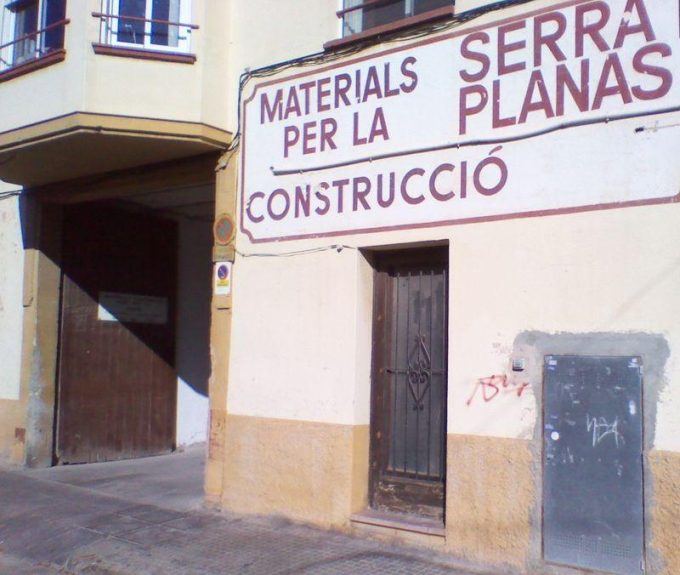 MATERIALS
PER LA
CONSTRUCCIÓ
SERRA
PLANAS